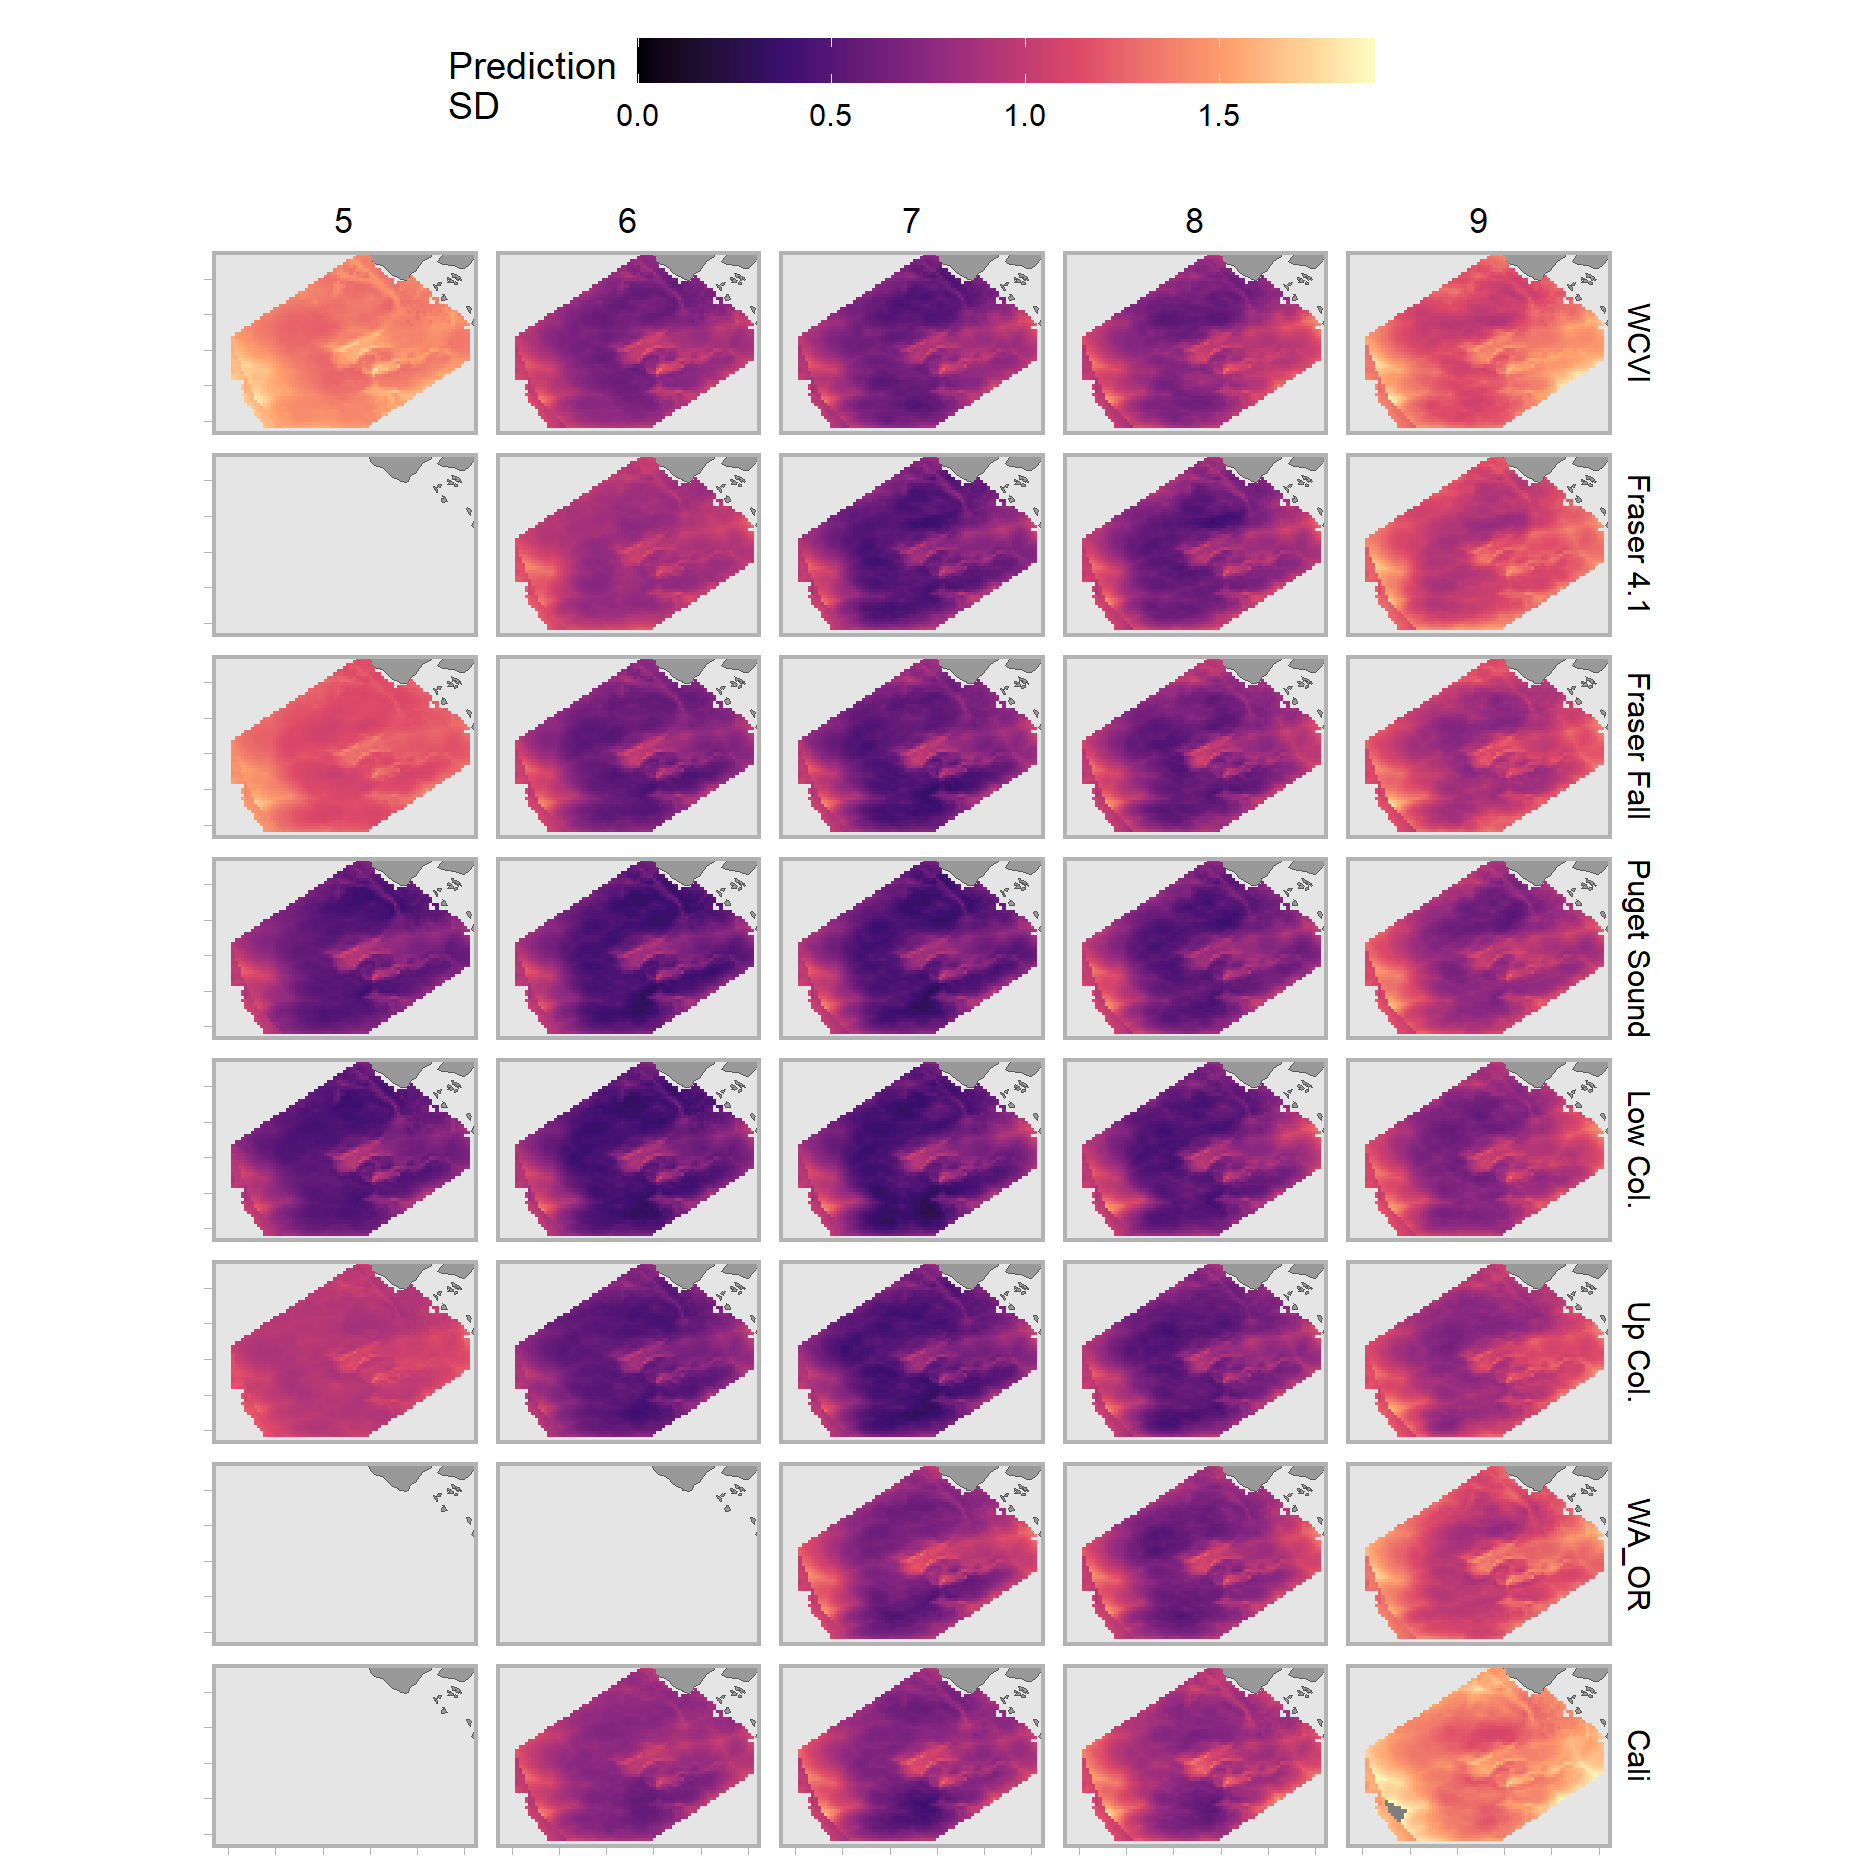 Prediction
SD
0.0 0.5 1.0 1.5
5 6 7 8 9
WCVI
Fraser 4.1
Fraser Fall
Puget Sound
Low Col.
Up Col.
WA_OR
Cali